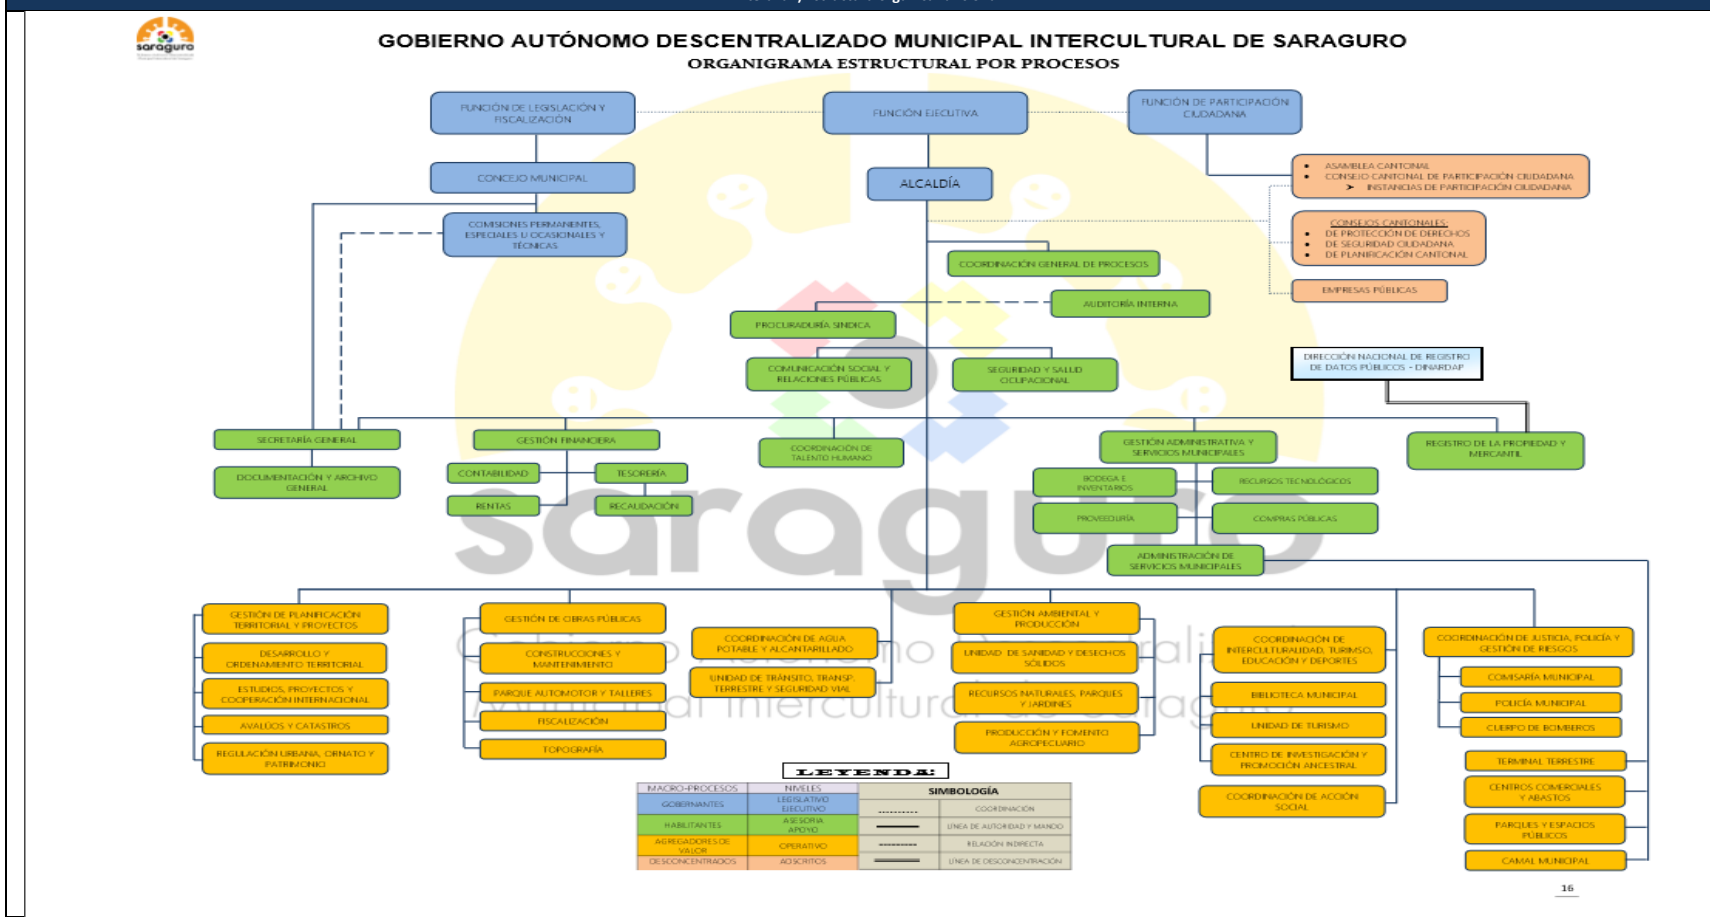 saraguro
GOBIERNO AUTÓNOMO DESCENTRALIZADO MUNICIPAL INTERCULTURAL DE SARAGURO
ORGANIGRAMA ESTRUCTURAL POR PROCESOS
FUNCIÓN DE LEGISLACIÓN Y
FISCALIZACIÓN
FUNCIÓN EJECUTIVA
FUNCIÓN DE PARTICIPACIÓN
CIUDADANA
CONCEJO MUNICIPAL
ALCALDÍA
• ASAMBLEA CANTONAL
• CONSEJO CANTONAL DE PARTICIPACIÓN CIUDADANA
➤ INSTANCIAS DE PARTICIPACIÓN CIUDADANA
COMISIONES PERMANENTES,
ESPECIALES U OCASIONALES Y
TÉCNICAS
CONSEJOS CANTONALES:
• DE PROTECCIÓN DE DERECHOS
• DE SEGURIDAD CIUDADANA
• DE PLANIFICACIÓN CANTONAL
COORDINACIÓN GENERAL DE PROCESOS
EMPRESAS PÚBLICAS
AUDITORÍA INTERNA
PROCURADURÍA SINDICA
COMUNICACIÓN SOCIAL Y
RELACIONES PÚBLICAS
SEGURIDAD Y SALUD
OCUPACIONAL
DIRECCIÓN NACIONAL DE REGISTRO
DE DATOS PÚBLICOS - DINARDAP
SECRETARÍA GENERAL
GESTIÓN FINANCIERA
COORDINACIÓN DE
TALENTO HUMANO
GESTIÓN ADMINISTRATIVA Y
SERVICIOS MUNICIPALES
REGISTRO DE LA PROPIEDAD Y
MERCANTIL
DOCUMENTACIÓN Y ARCHIVO
GENERAL
CONTABILIDAD
TESORERÍA
RENTAS
RECAUDACIÓN
BODEGA E
INVENTARIOS
RECURSOS TECNOLÓGICOS
PROVEEDURÍA
COMPRAS PÚBLICAS
ADMINISTRACIÓN DE
SERVICIOS MUNICIPALES
saraguro
GESTIÓN DE PLANIFICACIÓN
TERRITORIAL Y PROYECTOS
DESARROLLO Y
ORDENAMIENTO TERRITORIAL
ESTUDIOS, PROYECTOS Y
COOPERACIÓN INTERNACIONAL
AVALÚOS Y CATASTROS
REGULACIÓN URBANA, ORNATO Y
PATRIMONIO
GESTIÓN DE OBRAS PÚBLICAS
CONSTRUCCIONES Y
MANTENIMIENTO
PARQUE AUTOMOTOR Y TALLERES
FISCALIZACIÓN
TOPOGRAFÍA
COORDINACIÓN DE AGUA
POTABLE Y ALCANTARILLADO
UNIDAD DE TRÁNSITO, TRANSP.
TERRESTRE Y SEGURIDAD VIAL
GESTIÓN AMBIENTAL Y
PRODUCCIÓN
UNIDAD DE SANIDAD Y DESECHOS
SÓLIDOS
RECURSOS NATURALES, PARQUES
Y JARDINES
PRODUCCIÓN Y FOMENTO
AGROPECUARIO
COORDINACIÓN DE
INTERCULTURALIDAD, TURIMSO,
EDUCACIÓN Y DEPORTES
BIBLIOTECA MUNICIPAL
UNIDAD DE TURISMO
CENTRO DE INVESTIGACIÓN Y
PROMOCIÓN ANCESTRAL
COORDINACIÓN DE ACCIÓN
SOCIAL
COORDINACIÓN DE JUSTICIA, POLICÍA Y
GESTIÓN DE RIESGOS
COMISARÍA MUNICIPAL
POLICÍA MUNICIPAL
CUERPO DE BOMBEROS
TERMINAL TERRESTRE
CENTROS COMERCIALES
Y ABASTOS
PARQUES Y ESPACIOS
PÚBLICOS
CAMAL MUNICIPAL
LEYENDA:
MACRO-PROCESOS NIVELES SIMBOLOGÍA
GOBERNANTES LEGISLATIVO
EJECUTIVO
COORDINACIÓN
HABILITANTES ASESORIA
APOYO
LÍNEA DE AUTORIDAD Y MANDO
AGREGADORES DE
VALOR
OPERATIVO
RELACIÓN INDIRECTA
DESCONCENTRADOS ADSCRITOS LÍNEA DE DESCONCENTRACIÓN
16